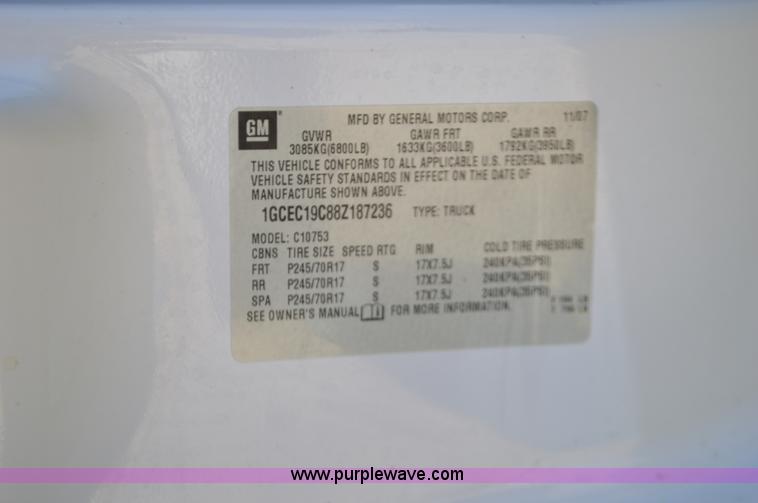 GM
MFD BY GENERAL MOTORS CORP. 11/07
GVWR GAWR FRT GAWR RR
3085KG(6800LB) 1633KG(3600LB) 1792KG(3950LB)
THIS VEHICLE CONFORMS TO ALL APPLICABLE U.S. FEDERAL MOTOR
VEHICLE SAFETY STANDARDS IN EFFECT ON THE DATE OF
MANUFACTURE SHOWN ABOVE.
1GCEC19C88Z187236 TYPE: TRUCK
MODEL: C10753
CBNS TIRE SIZE SPEED RTG RIM COLD TIRE PRESSURE
FRT P245/70R17 S 17X7.5J 240KPA(35PSI)
RR P245/70R17 S 17X7.5J 240KPA(35PSI)
SPA P245/70R17 S 17X7.5J 240KPA(35PSI)
SEE OWNER'S MANUAL FOR MORE INFORMATION.
www.purplewave.com